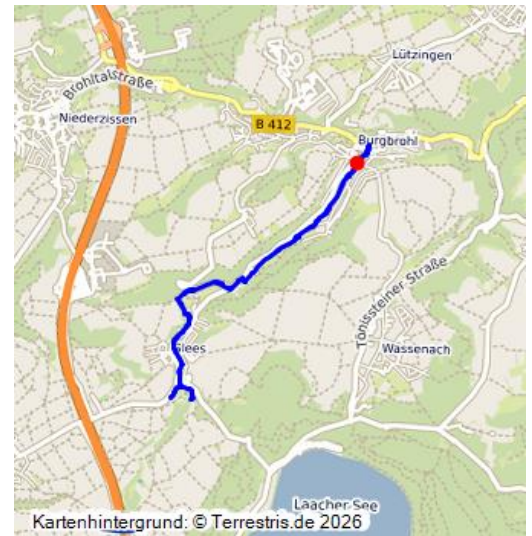 Lützingen
Brohltalstraße
Niederzissen
B 412
Burgbrohl
Tönissteiner Straße
Glees
Wassenach
Laacher See
Kartenhintergrund: © Terrestris.de 2026